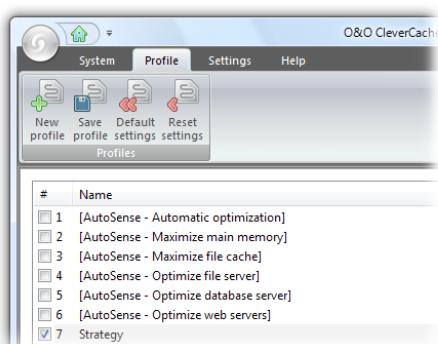 O&O CleverCache
System Profile Settings Help
New profile
Save profile
Default settings
Reset settings
Profiles
# Name
1 [AutoSense - Automatic optimization]
2 [AutoSense - Maximize main memory]
3 [AutoSense - Maximize file cache]
4 [AutoSense - Optimize file server]
5 [AutoSense - Optimize database server]
6 [AutoSense - Optimize web servers]
7 Strategy